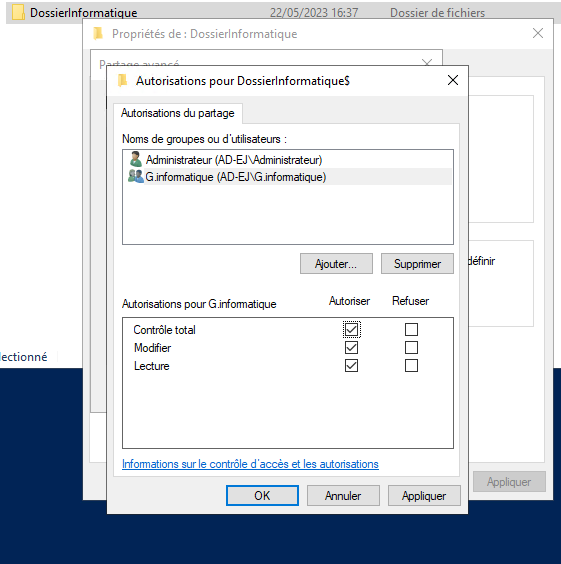 DossierInformatique 22/05/2023 16:37 Dossier de fichiers
Propriétés de : DossierInformatique
Partage avancé
Autorisations pour DossierInformatique$
Autorisations du partage
Noms de groupes ou d'utilisateurs :
Administrateur (AD-EJ\Administrateur)
G.informatique (AD-EJ\G.informatique)
Ajouter... Supprimer
définir
Autorisations pour G.informatique Autoriser Refuser
Contrôle total
Modifier
Lecture
lectionné
Informations sur le contrôle d'accès et les autorisations
Appliquer
OK Annuler Appliquer